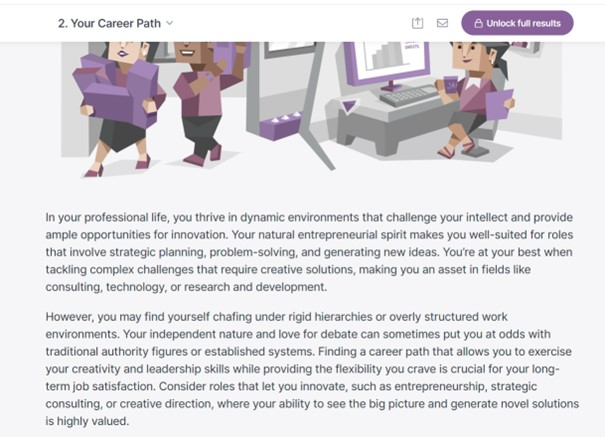 2. Your Career Path
Unlock full results
In your professional life, you thrive in dynamic environments that challenge your intellect and provide
ample opportunities for innovation. Your natural entrepreneurial spirit makes you well-suited for roles
that involve strategic planning, problem-solving, and generating new ideas. You're at your best when
tackling complex challenges that require creative solutions, making you an asset in fields like
consulting, technology, or research and development.
However, you may find yourself chafing under rigid hierarchies or overly structured work
environments. Your independent nature and love for debate can sometimes put you at odds with
traditional authority figures or established systems. Finding a career path that allows you to exercise
your creativity and leadership skills while providing the flexibility you crave is crucial for your long-
term job satisfaction. Consider roles that let you innovate, such as entrepreneurship, strategic
consulting, or creative direction, where your ability to see the big picture and generate novel solutions
is highly valued.